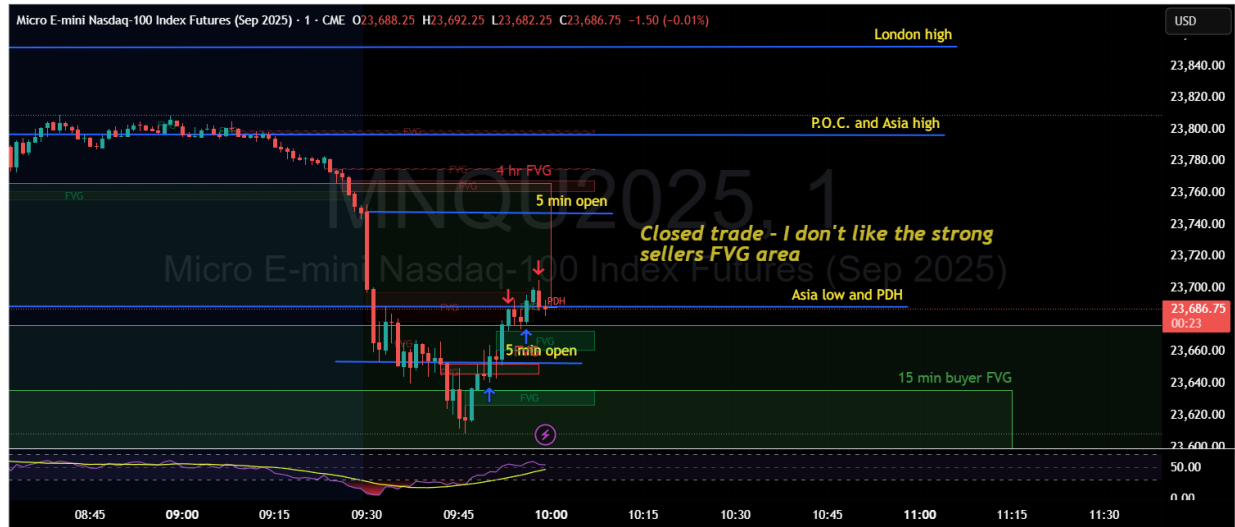 Micro E-mini Nasdaq-100 Index Futures (Sep 2025) · 1 · CME O23,688.25 H23,692.25 L23,682.25 C23,686.75 −1.50 (−0.01%)
USD
London high
23,840.00
23,820.00
P.O.C. and Asia high
23,800.00
FVG
FVG
FVG
23,780.00
FVG
4 hr FVG
FVG
23,760.00
FVG
MNQU2025, 1
5 min open
23,740.00
Closed trade - I don't like the strong
sellers FVG area
23,720.00
Micro E-mini Nasdaq-100 Index Futures (Sep 2025)
23,700.00
Asia low and PDH
PDH
FVG
23,686.75
00:23
FVG
FVG
5 min open
23,660.00
15 min buyer FVG
23,640.00
FVG
23,620.00
23,600.00
50.00
0.00
08:45 09:00 09:15 09:30 09:45 10:00 10:15 10:30 10:45 11:00 11:15 11:30